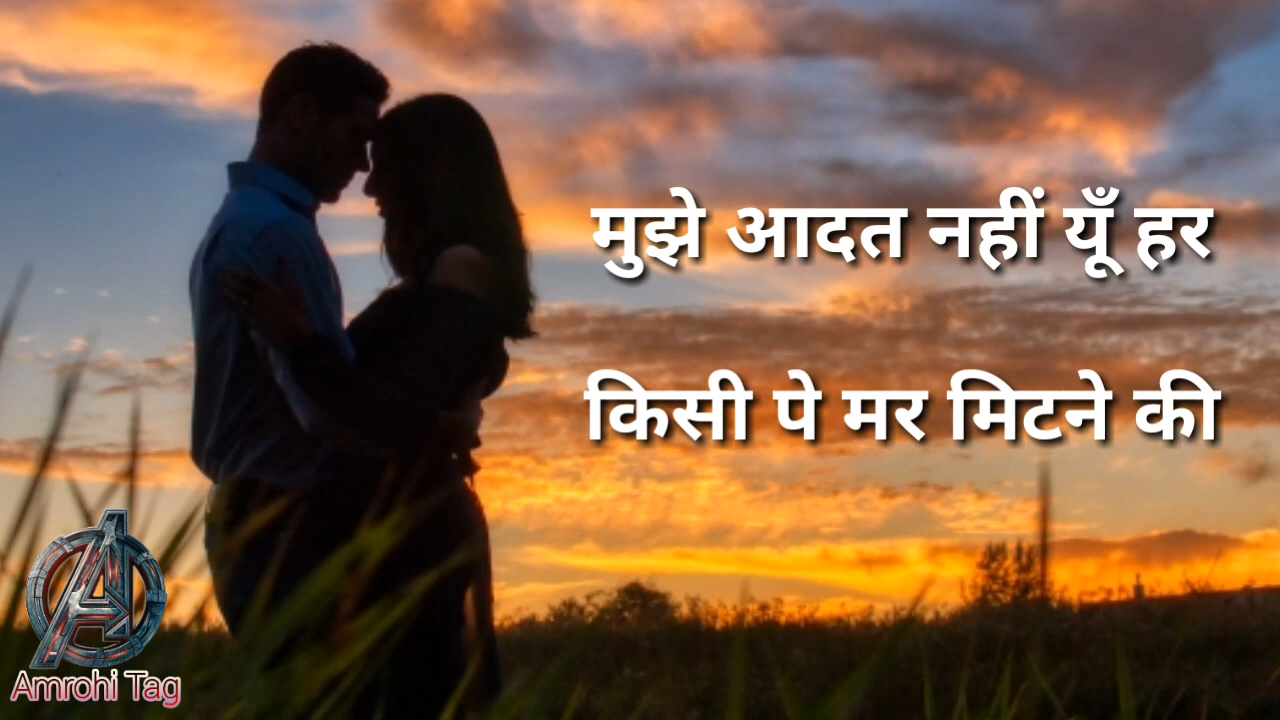 मुझे आदत नहीं यूँ हर
किसी पे मर मिटने की
Amrohi Tag